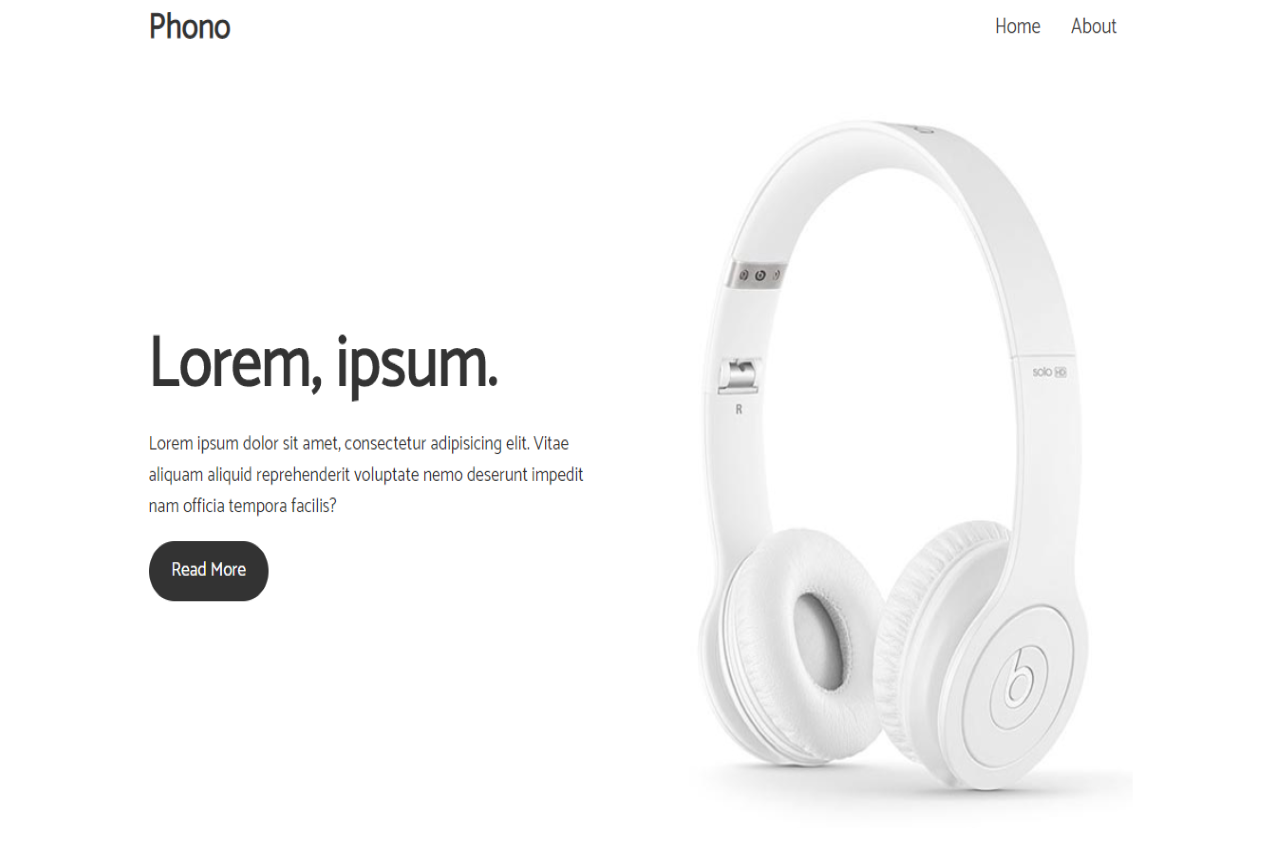 Phono
Home About
Lorem, ipsum.
Lorem ipsum dolor sit amet, consectetur adipisicing elit. Vitae
aliquam aliquid reprehenderit voluptate nemo deserunt impedit
nam officia tempora facilis?
Read More
solo HD
R
b